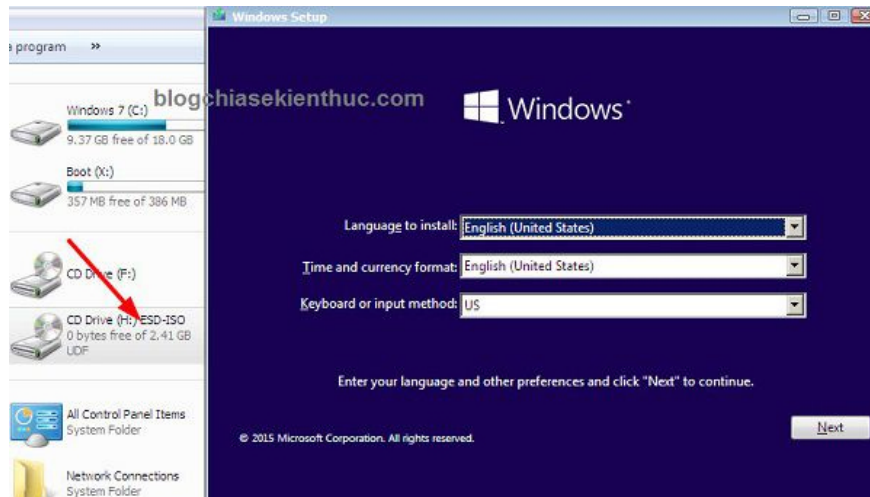 a program »
Windows 7 (C:)
9.37 GB free of 18.0 GB
Boot (X:)
357 MB free of 386 MB
CD Drive (F:)
CD Drive (H:) ESD-ISO
0 bytes free of 2.41 GB
UDF
All Control Panel Items
System Folder
Network Connections
System Folder
blogchiasekienthuc.com
Windows Setup
Windows
Language to install: English (United States)
Time and currency format: English (United States)
Keyboard or input method: US
Enter your language and other preferences and click "Next" to continue.
© 2015 Microsoft Corporation. All rights reserved.
Next